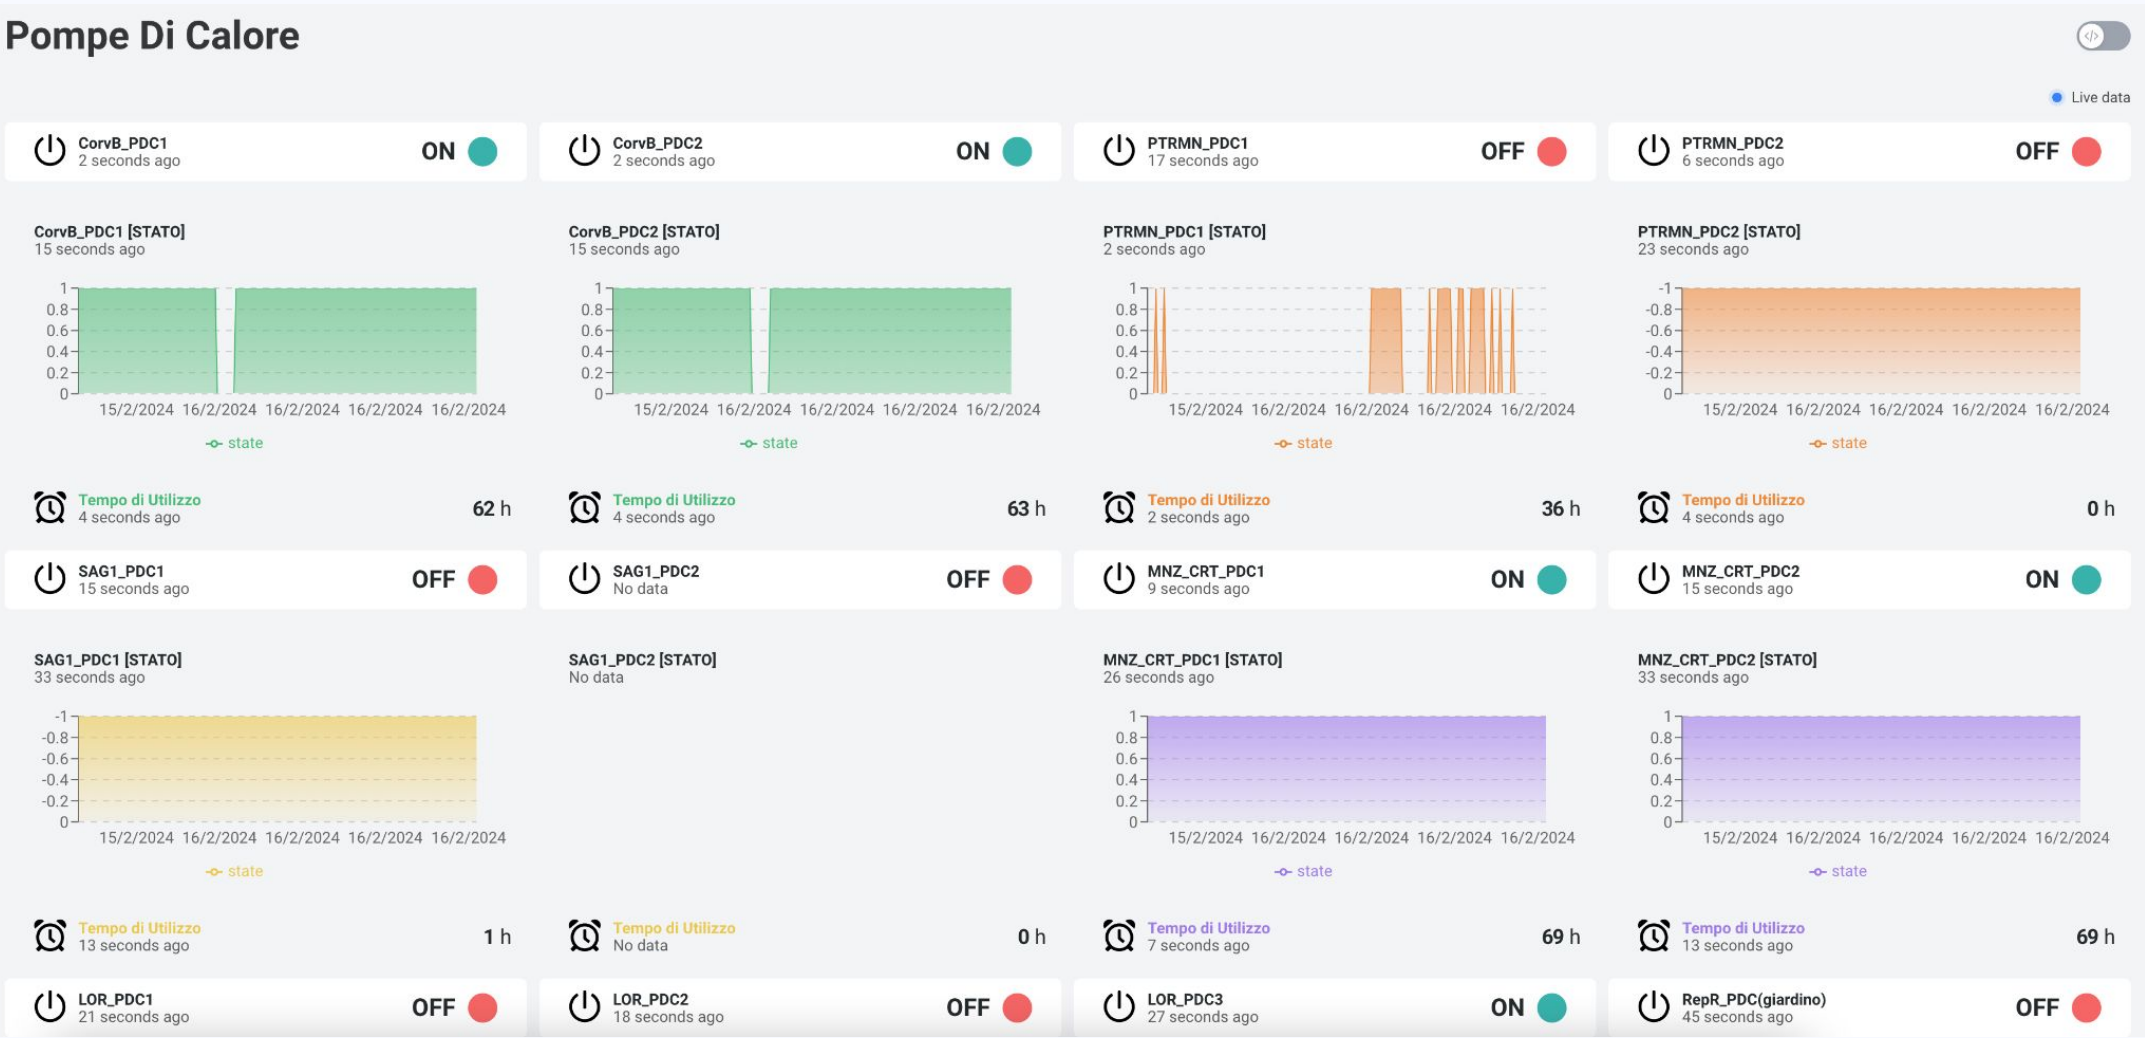 Pompe Di Calore
</>
Live data
CorvB_PDC1
2 seconds ago
ON
CorvB_PDC2
2 seconds ago
ON
PTRMN_PDC1
17 seconds ago
OFF
PTRMN_PDC2
6 seconds ago
OFF
CorvB_PDC1 [STATO]
15 seconds ago
1
0.8
0.6
0.4
0.2
0
15/2/2024 16/2/2024 16/2/2024 16/2/2024 16/2/2024
state
CorvB_PDC2 [STATO]
15 seconds ago
1
0.8
0.6
0.4
0.2
0
15/2/2024 16/2/2024 16/2/2024 16/2/2024 16/2/2024
state
PTRMN_PDC1 [STATO]
2 seconds ago
1
0.8
0.6
0.4
0.2
0
15/2/2024 16/2/2024 16/2/2024 16/2/2024 16/2/2024
state
PTRMN_PDC2 [STATO]
23 seconds ago
-1
-0.8
-0.6
-0.4
-0.2
0
15/2/2024 16/2/2024 16/2/2024 16/2/2024 16/2/2024
state
Tempo di Utilizzo
4 seconds ago
62 h
Tempo di Utilizzo
4 seconds ago
63 h
Tempo di Utilizzo
2 seconds ago
36 h
Tempo di Utilizzo
4 seconds ago
0 h
SAG1_PDC1
15 seconds ago
OFF
SAG1_PDC2
No data
OFF
MNZ_CRT_PDC1
9 seconds ago
ON
MNZ_CRT_PDC2
15 seconds ago
ON
SAG1_PDC1 [STATO]
33 seconds ago
-1
-0.8
-0.6
-0.4
-0.2
0
15/2/2024 16/2/2024 16/2/2024 16/2/2024 16/2/2024
state
SAG1_PDC2 [STATO]
No data
MNZ_CRT_PDC1 [STATO]
26 seconds ago
1
0.8
0.6
0.4
0.2
0
15/2/2024 16/2/2024 16/2/2024 16/2/2024 16/2/2024
state
MNZ_CRT_PDC2 [STATO]
33 seconds ago
1
0.8
0.6
0.4
0.2
0
15/2/2024 16/2/2024 16/2/2024 16/2/2024 16/2/2024
state
Tempo di Utilizzo
13 seconds ago
1 h
Tempo di Utilizzo
No data
0 h
Tempo di Utilizzo
7 seconds ago
69 h
Tempo di Utilizzo
13 seconds ago
69 h
LOR_PDC1
21 seconds ago
OFF
LOR_PDC2
18 seconds ago
OFF
LOR_PDC3
27 seconds ago
ON
RepR_PDC(giardino)
45 seconds ago
OFF